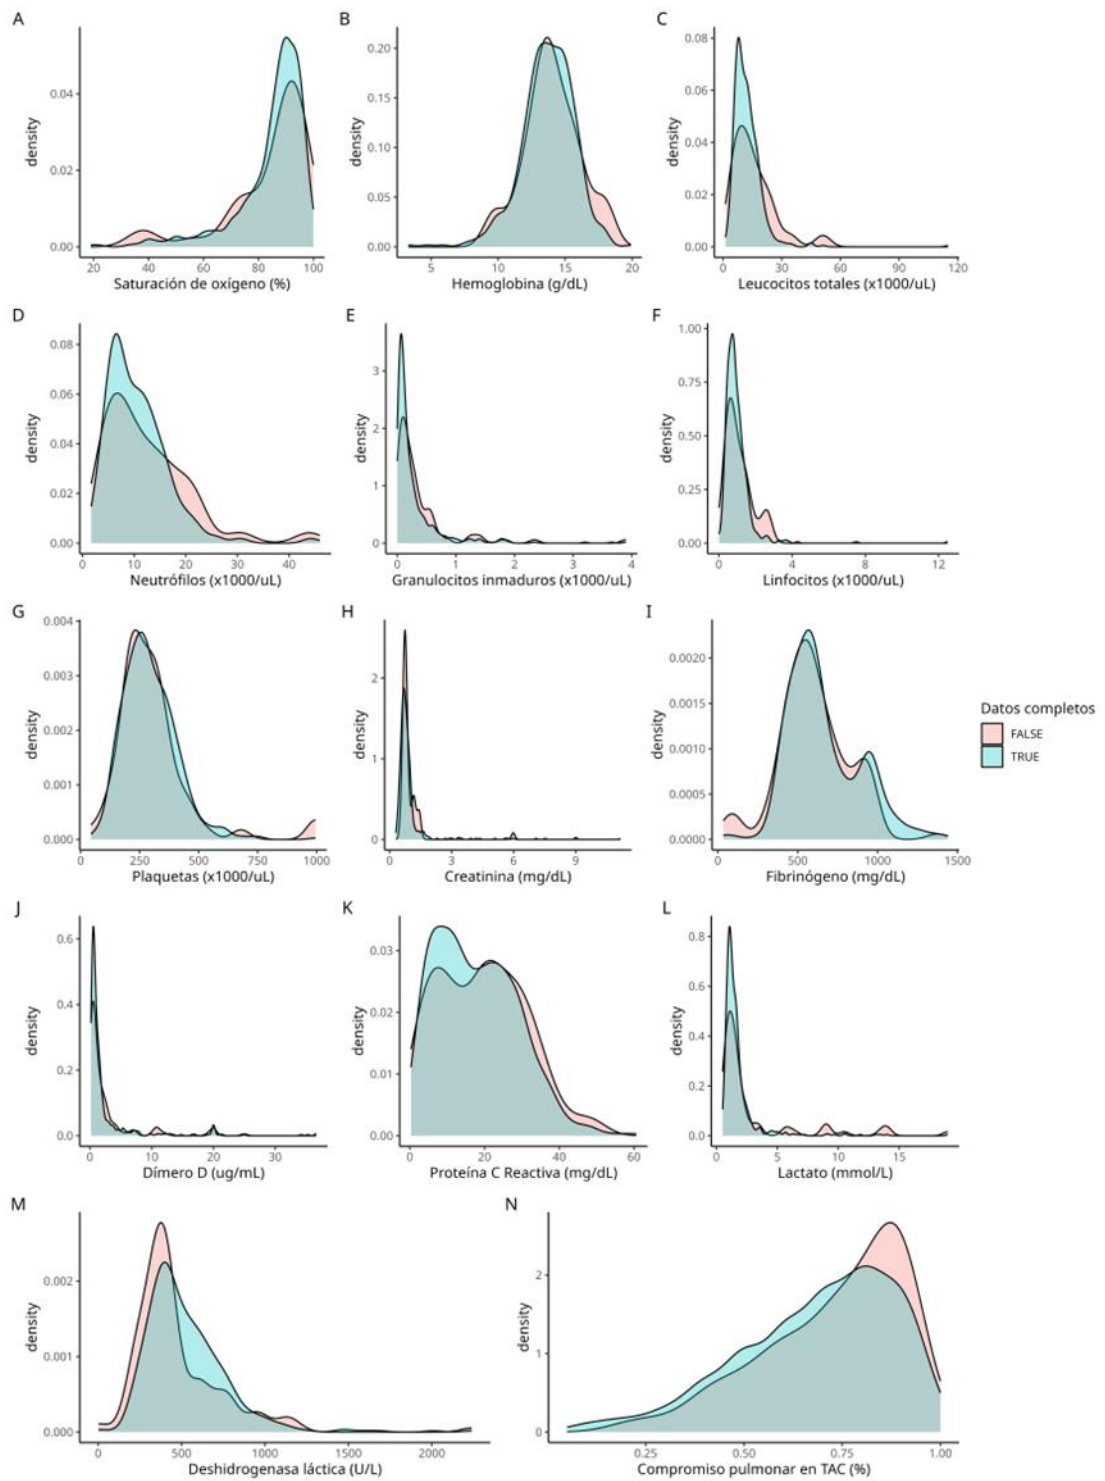 A
density
0.04
0.02
0.00
20 40 60 80 100
Saturación de oxígeno (%)
B
density
0.20
0.15
0.10
0.05
0.00
5 10 15 20
Hemoglobina (g/dL)
C
density
0.08
0.06
0.04
0.02
0.00
0 30 60 90 120
Leucocitos totales (x1000/uL)
D
density
0.08
0.06
0.04
0.02
0.00
0 10 20 30 40
Neutrófilos (x1000/uL)
E
density
3
2
1
0
0 1 2 3 4
Granulocitos inmaduros (x1000/uL)
F
density
1.00
0.75
0.50
0.25
0.00
0 4 8 12
Linfocitos (x1000/uL)
G
density
0.004
0.003
0.002
0.001
0.000
0 250 500 750 1000
Plaquetas (x1000/uL)
H
density
2
1
0
0 3 6 9
Creatinina (mg/dL)
I
density
0.0020
0.0015
0.0010
0.0005
0.0000
0 500 1000 1500
Fibrinógeno (mg/dL)
Datos completos
FALSE
TRUE
J
density
0.6
0.4
0.2
0.0
0 10 20 30
Dímero D (ug/mL)
K
density
0.03
0.02
0.01
0.00
0 20 40 60
Proteína C Reactiva (mg/dL)
L
density
0.8
0.6
0.4
0.2
0.0
0 5 10 15
Lactato (mmol/L)
M
density
0.002
0.001
0.000
0 500 1000 1500 2000
Deshidrogenasa láctica (U/L)
N
density
2
1
0
0.25 0.50 0.75 1.00
Compromiso pulmonar en TAC (%)